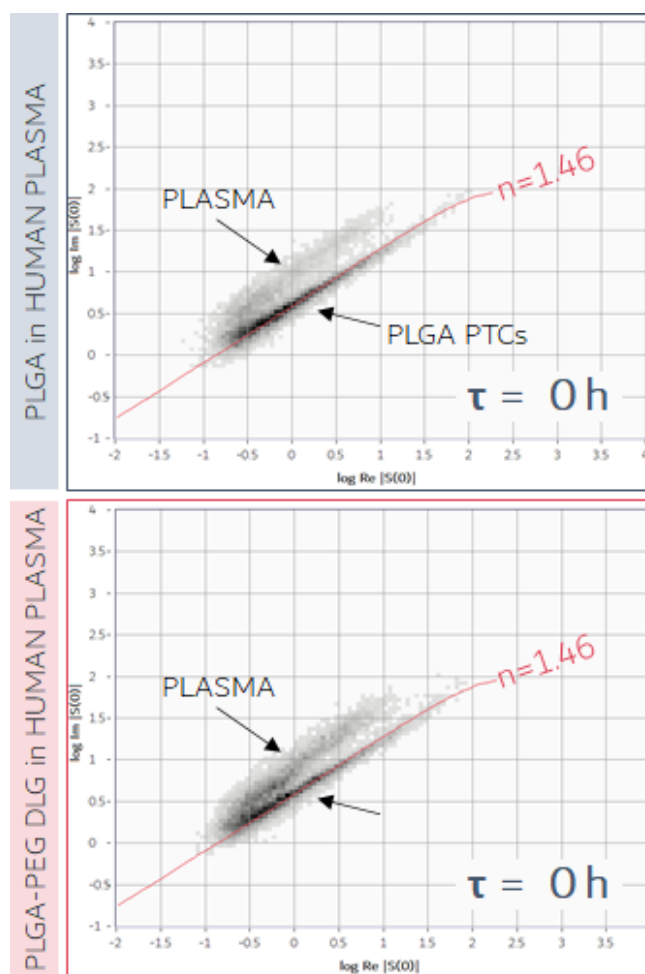 PLGA in HUMAN PLASMA
log Im |S(0)|
4
3.5
3
2.5
2
1.5
1
0.5
0
-0.5
-1
PLASMA
n=1.46
PLGA PTCs
τ = 0 h
-2 -1.5 -1 -0.5 0 0.5 1 1.5 2 2.5 3 3.5 4
log Re |S(0)|
PLGA-PEG DLG in HUMAN PLASMA
log Im |S(0)|
4
3.5
3
2.5
2
1.5
1
0.5
0
-0.5
-1
PLASMA
n=1.46
τ = 0 h
-2 -1.5 -1 -0.5 0 0.5 1 1.5 2 2.5 3 3.5
log Re |S(0)|